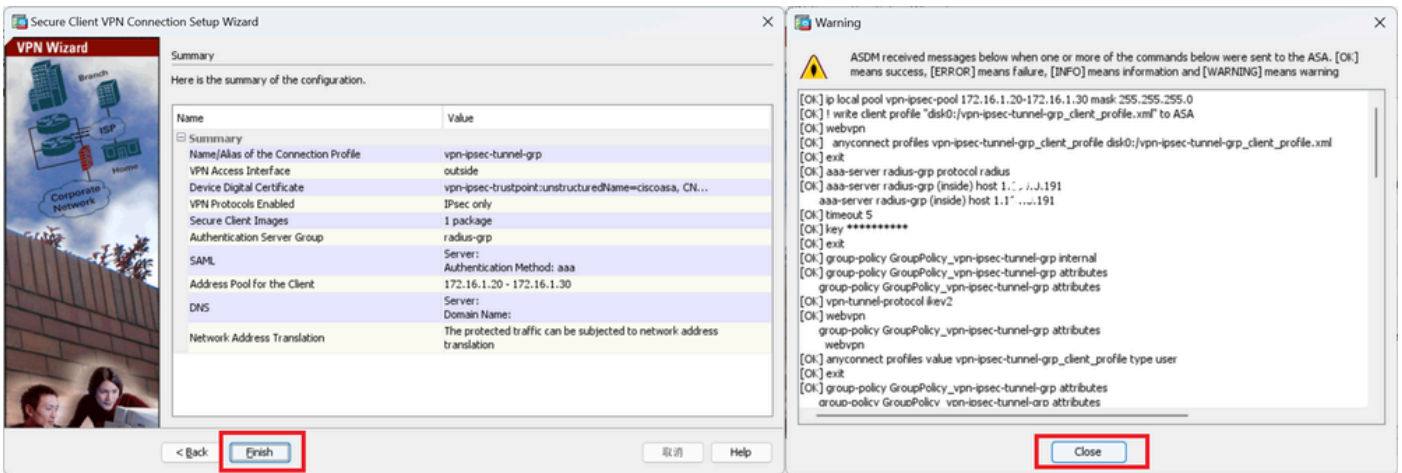 Secure Client VPN Connection Setup Wizard
VPN Wizard
Branch
ISP
Home
Corporate
Network
Summary
Here is the summary of the configuration.
Name Value
Summary
Name/Alias of the Connection Profile vpn-ipsec-tunnel-grp
VPN Access Interface outside
Device Digital Certificate vpn-ipsec-trustpoint:unstructuredName=ciscoasa, CN...
VPN Protocols Enabled IPsec only
Secure Client Images 1 package
Authentication Server Group radius-grp
SAML Server:
Authentication Method: aaa
Address Pool for the Client 172.16.1.20 - 172.16.1.30
DNS Server:
Domain Name:
Network Address Translation The protected traffic can be subjected to network address
translation
< Back Finish 取消 Help
Warning
ASDM received messages below when one or more of the commands below were sent to the ASA. [OK]
means success, [ERROR] means failure, [INFO] means information and [WARNING] means warning
[OK] ip local pool vpn-ipsec-pool 172.16.1.20-172.16.1.30 mask 255.255.255.0
[OK] ! write client profile "disk0:/vpn-ipsec-tunnel-grp_client_profile.xml" to ASA
[OK] webvpn
[OK] anyconnect profiles vpn-ipsec-tunnel-grp_client_profile disk0:/vpn-ipsec-tunnel-grp_client_profile.xml
[OK] exit
[OK] aaa-server radius-grp protocol radius
[OK] aaa-server radius-grp (inside) host
aaa-server radius-grp (inside) host
[OK] timeout 5
[OK] key **********
[OK] exit
[OK] group-policy GroupPolicy_vpn-ipsec-tunnel-grp internal
[OK] group-policy GroupPolicy_vpn-ipsec-tunnel-grp attributes
group-policy GroupPolicy_vpn-ipsec-tunnel-grp attributes
[OK] vpn-tunnel-protocol ikev2
[OK] webvpn
group-policy GroupPolicy_vpn-ipsec-tunnel-grp attributes
webvpn
[OK] anyconnect profiles value vpn-ipsec-tunnel-grp_client_profile type user
[OK] exit
[OK] group-policy GroupPolicy_vpn-ipsec-tunnel-grp attributes
group-policy GroupPolicy_vpn-ipsec-tunnel-grp attributes
Close